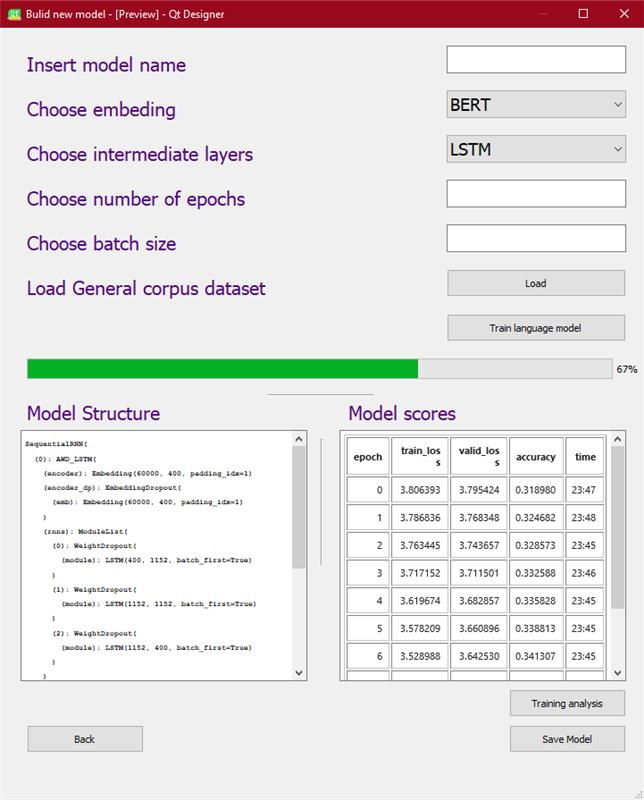 Bulid new model - [Preview] - Qt Designer
Insert model name
Choose embeding
BERT
Choose intermediate layers
LSTM
Choose number of epochs
Choose batch size
Load General corpus dataset
Load
Train language model
67%
Model Structure
SequentialRNN(
(0): AWD_LSTM(
(encoder): Embedding(60000, 400, padding_idx=1)
(encoder_dp): EmbeddingDropout(
(emb): Embedding(60000, 400, padding_idx=1)
)
(rnns): ModuleList(
(0): WeightDropout(
(module): LSTM(400, 1152, batch_first=True)
)
(1): WeightDropout(
(module): LSTM(1152, 1152, batch_first=True)
)
(2): WeightDropout(
(module): LSTM(1152, 400, batch_first=True)
)
Model scores
epoch train_los s valid_los s accuracy time
0 3.806393 3.795424 0.318980 23:47
1 3.786836 3.768348 0.324682 23:48
2 3.763445 3.743657 0.328573 23:45
3 3.717152 3.711501 0.332588 23:46
4 3.619674 3.682857 0.335828 23:45
5 3.578209 3.660896 0.338813 23:45
6 3.528988 3.642530 0.341307 23:45
Training analysis
Back
Save Model